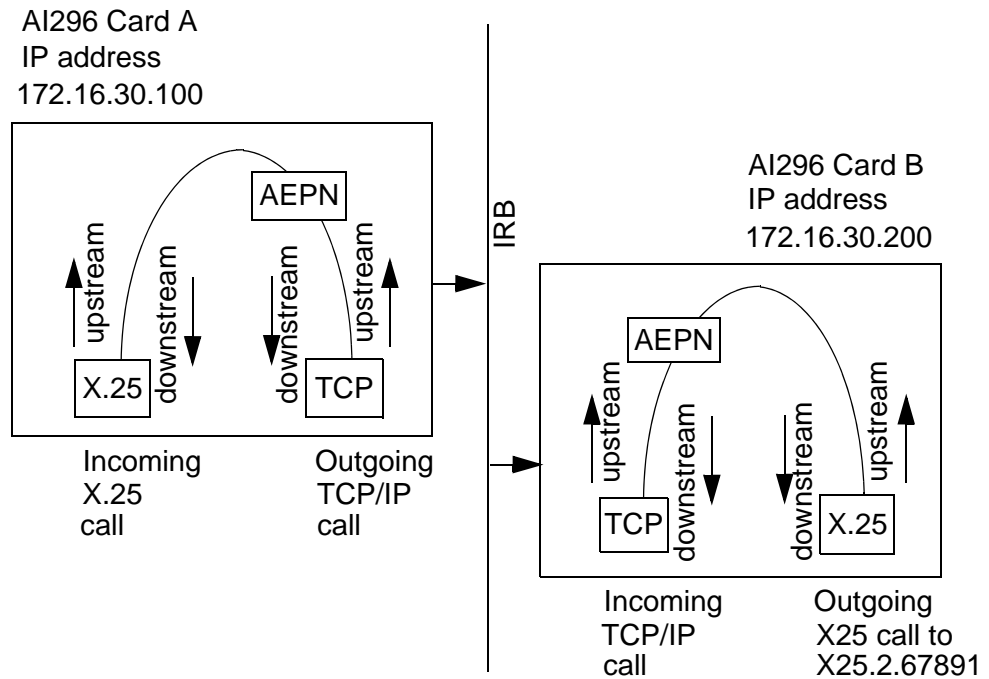 AI296 Card A
IP address
172.16.30.100
AEPN
upstream
downstream
downstream
upstream
X.25
TCP
Incoming
X.25
call
Outgoing
TCP/IP
call
IRB
AI296 Card B
IP address
172.16.30.200
AEPN
upstream
downstream
downstream
upstream
TCP
X.25
Incoming
TCP/IP
call
Outgoing
X25 call to
X25.2.67891